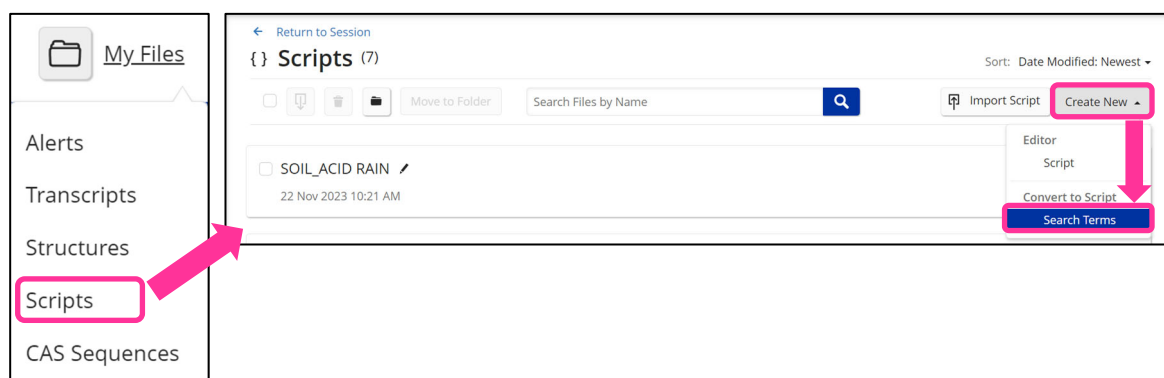 My Files
Alerts
Transcripts
Structures
Scripts
CAS Sequences
← Return to Session
{ } Scripts (7)
Sort: Date Modified: Newest
Move to Folder
Search Files by Name
Import Script
Create New
Editor
Script
Convert to Script
Search Terms
SOIL_ACID RAIN
22 Nov 2023 10:21 AM